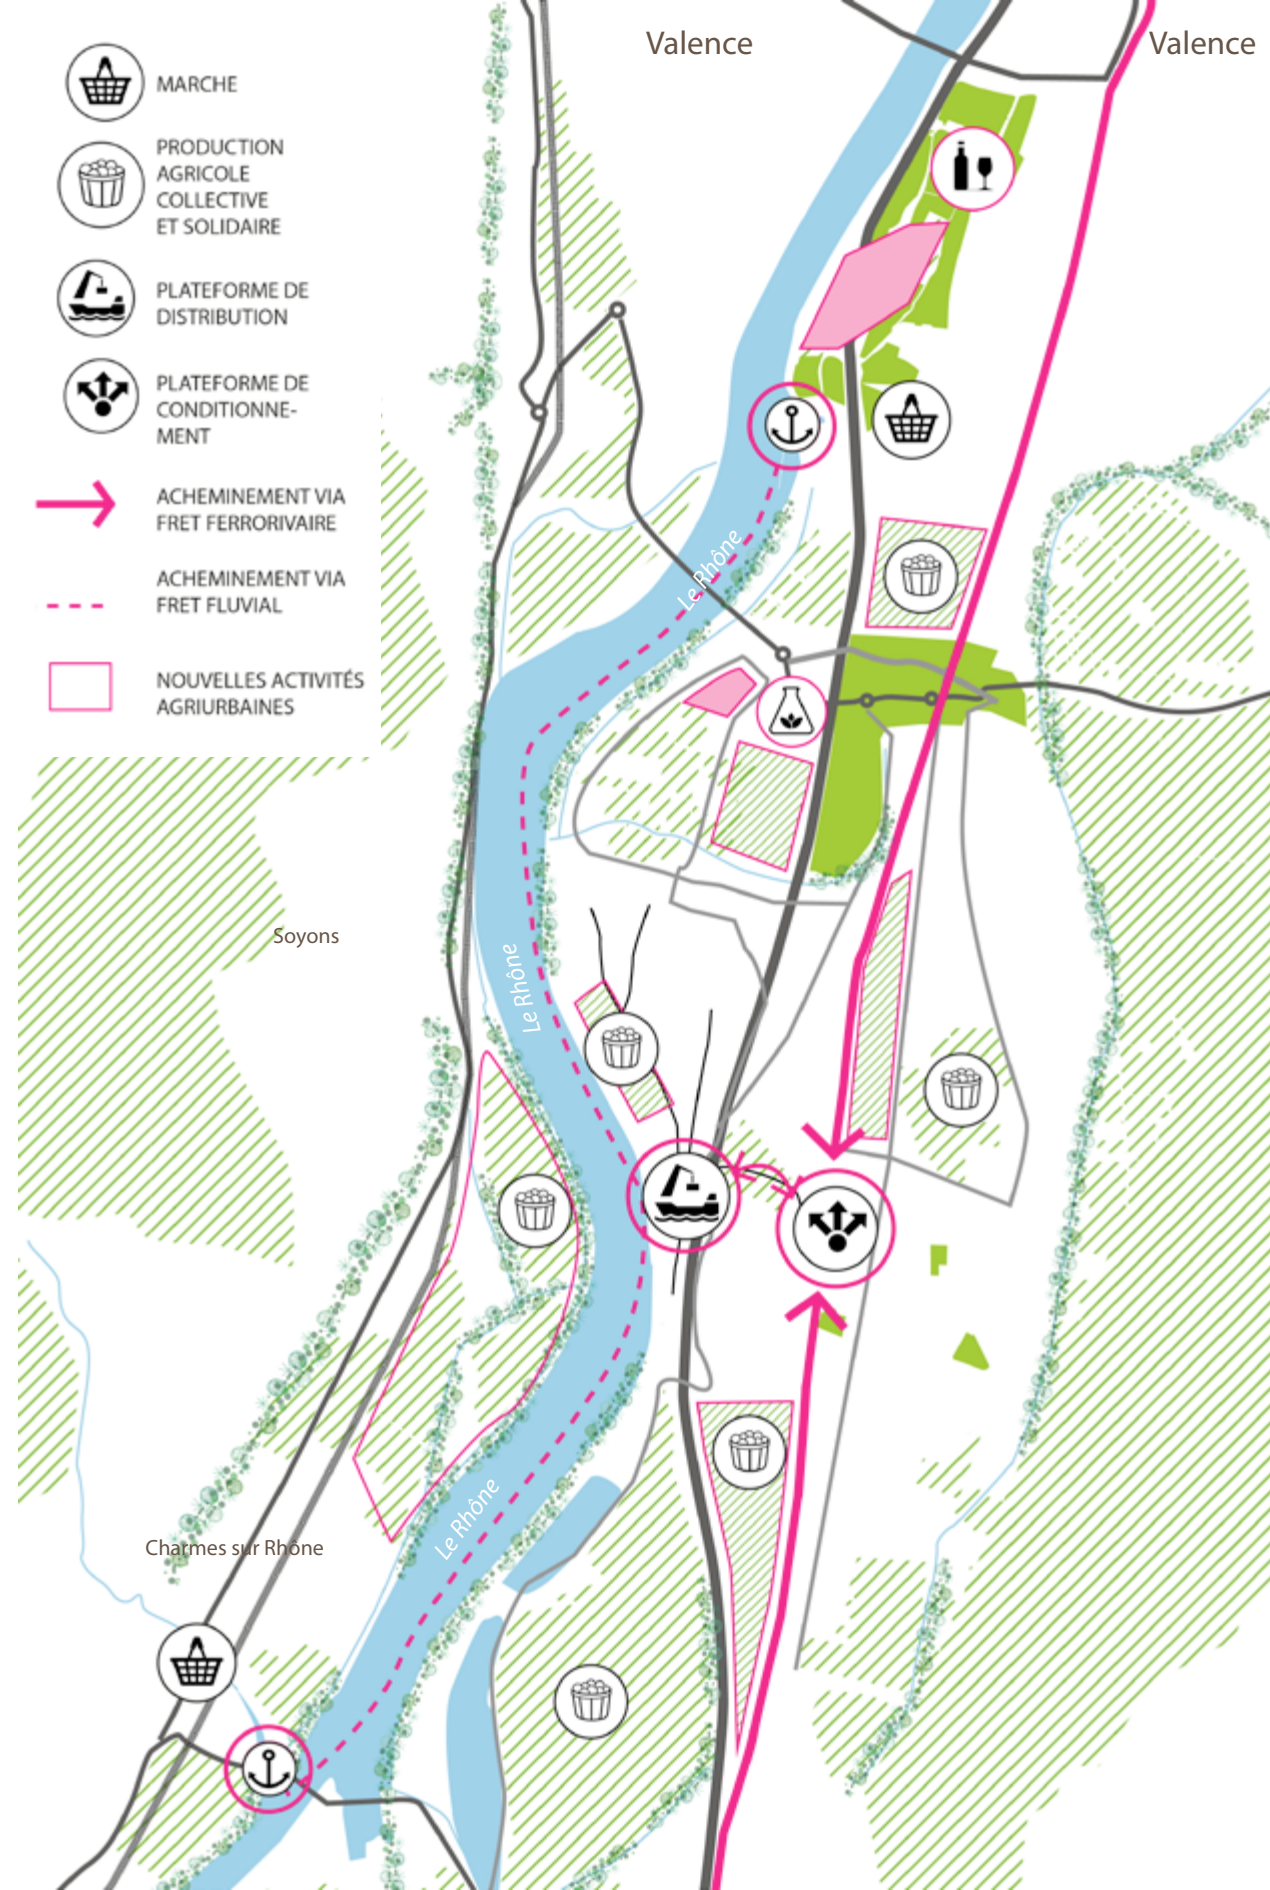 Valence
Valence
MARCHE
PRODUCTION
AGRICOLE
COLLECTIVE
ET SOLIDAIRE
PLATEFORME DE
DISTRIBUTION
PLATEFORME DE
CONDITIONNE-
MENT
ACHEMINEMENT VIA
FRET FERRORIVAIRE
ACHEMINEMENT VIA
FRET FLUVIAL
NOUVELLES ACTIVITÉS
AGRIURBAINES
Le Rhône
Soyons
Le Rhône
Le Rhône
Charmes sur Rhône